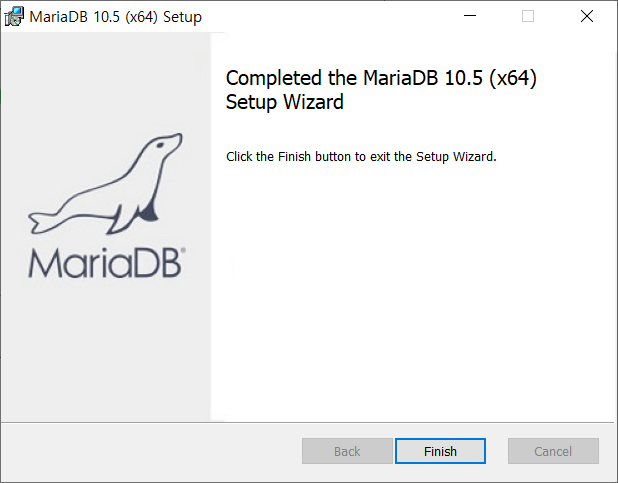 MariaDB 10.5 (x64) Setup
Completed the MariaDB 10.5 (x64)
Setup Wizard
Click the Finish button to exit the Setup Wizard.
MariaDB®
Back
Finish
Cancel